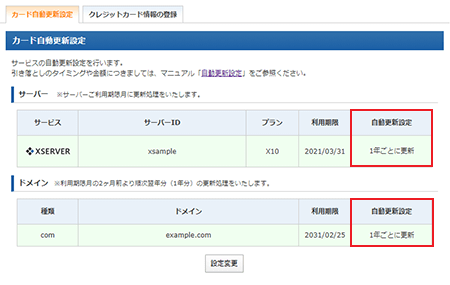 カード自動更新設定 クレジットカード情報の登録
カード自動更新設定
サービスの自動更新設定を行います。
引き落としのタイミングや金額につきましては、マニュアル「自動更新設定」をご参照ください。
サーバー ※サーバーご利用期限月に更新処理をいたします。
サービス サーバーID プラン 利用期限 自動更新設定
XSERVER xsample X10 2021/03/31 1年ごとに更新
ドメイン ※利用期限月の2ヶ月前より順次翌年分（1年分）の更新処理をいたします。
種類 ドメイン 利用期限 自動更新設定
com example.com 2031/02/25 1年ごとに更新
設定変更